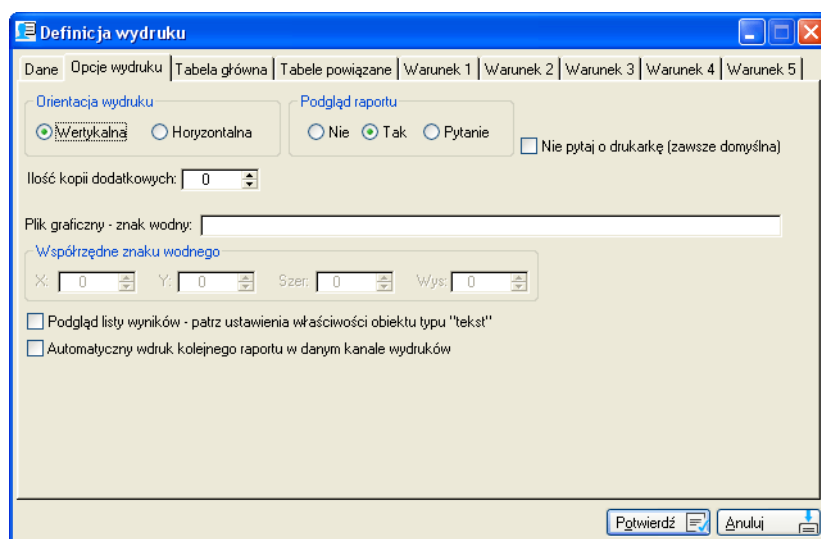 Definicja wydruku
Dane Opcje wydruku Tabela główna Tabele powiązane Warunek 1 Warunek 2 Warunek 3 Warunek 4 Warunek 5
Orientacja wydruku Podgląd raportu
Wertykalna Horyzontalna Nie Tak Pytanie
Nie pytaj o drukarkę (zawsze domyślna)
Ilość kopii dodatkowych: 0
Plik graficzny - znak wodny:
Współrzędne znaku wodnego
X: 0 Y: 0 Szer: 0 Wys: 0
Podgląd listy wyników - patrz ustawienia właściwości obiektu typu "tekst"
Automatyczny wdruk kolejnego raportu w danym kanale wydruków
Potwierdź Anuluj